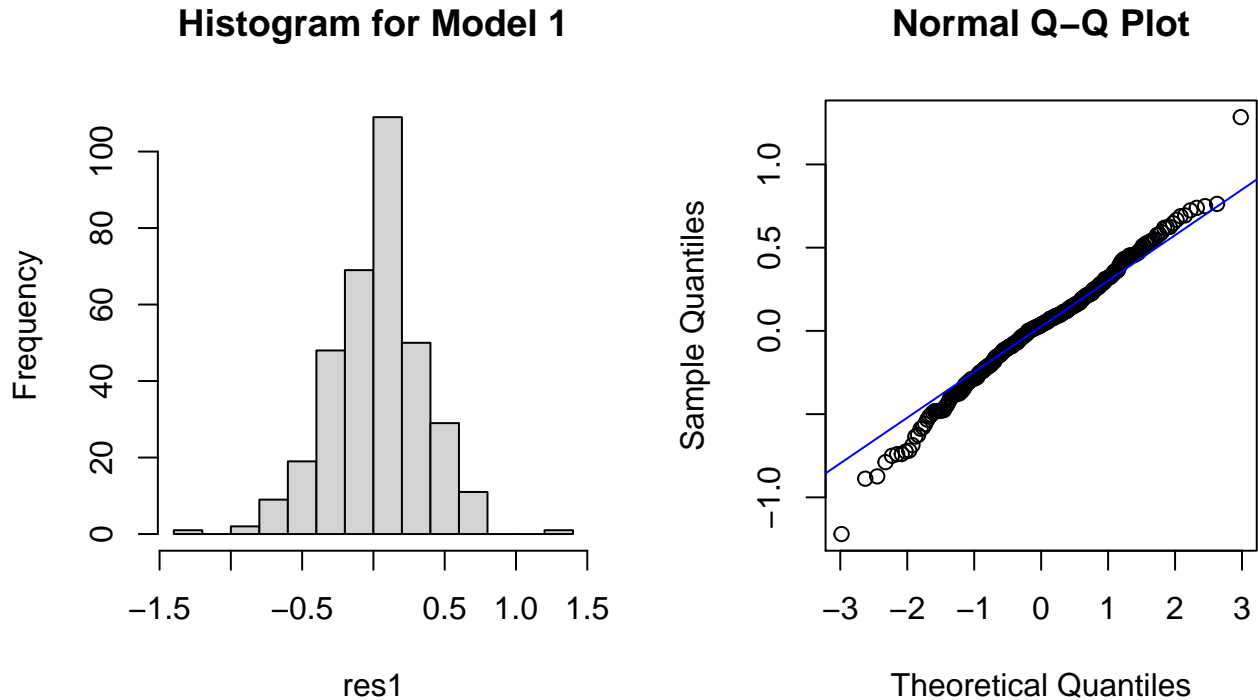 Histogram for Model 1
Frequency
0 20 40 60 80 100
−1.5 −0.5 0.5 1.0 1.5
res1
Normal Q−Q Plot
Sample Quantiles
−1.0 0.0 0.5 1.0
−3 −2 −1 0 1 2 3
Theoretical Quantiles